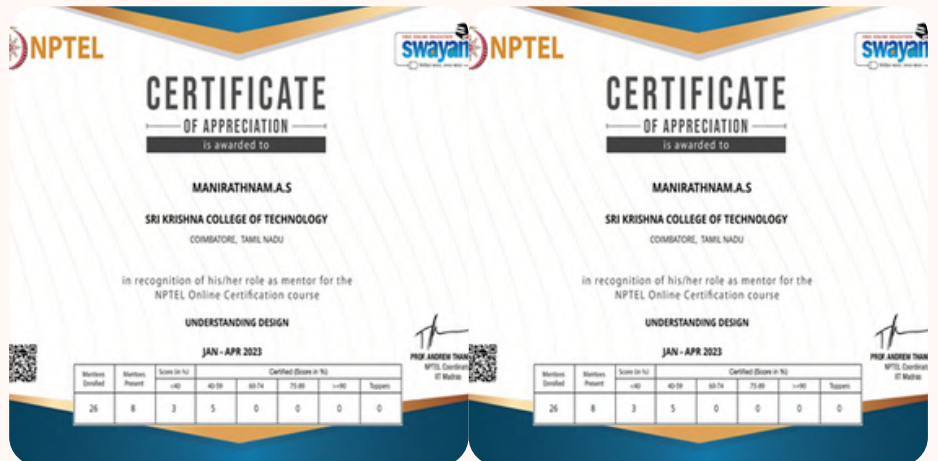 NPTEL
swayam
CERTIFICATE
OF APPRECIATION
is awarded to
MANIRATHNAM.A.S
SRI KRISHNA COLLEGE OF TECHNOLOGY
COIMBATORE, TAMIL NADU
in recognition of his/her role as mentor for the
NPTEL Online Certification course
UNDERSTANDING DESIGN
JAN - APR 2023
PROF. ANDREW THAN
NPTEL Coordinat
IIT Madras
Mentees Enrolled Mentees Present Score (in %) Certified (Score in %)
<40 40-59 60-74 75-89 >=90 Toppers
26 8 3 5 0 0 0 0
NPTEL
swayam
CERTIFICATE
OF APPRECIATION
is awarded to
MANIRATHNAM.A.S
SRI KRISHNA COLLEGE OF TECHNOLOGY
COIMBATORE, TAMIL NADU
in recognition of his/her role as mentor for the
NPTEL Online Certification course
UNDERSTANDING DESIGN
JAN - APR 2023
PROF. ANDREW THAN
NPTEL Coordinat
IIT Madras
Mentees Enrolled Mentees Present Score (in %) Certified (Score in %)
<40 40-59 60-74 75-89 >=90 Toppers
26 8 3 5 0 0 0 0